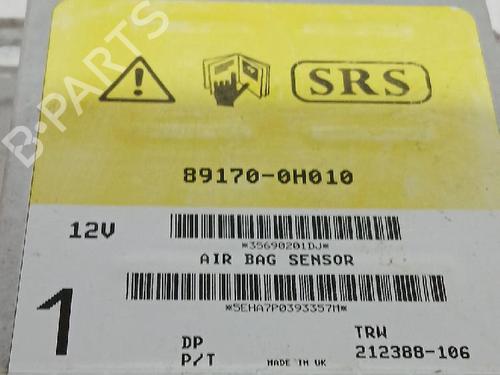 B-PARTS
SRS
89170-0H010
12V
*35690201DJ*
AIR BAG SENSOR
*5EHA7P0393357M*
1
DP TRW
P/T MADE IN UK 212388-106